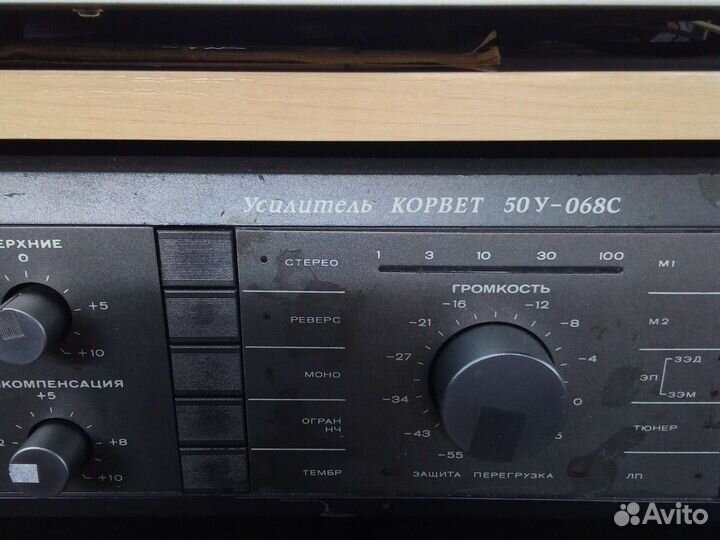 Усилитель КОРВЕТ 50У-068С
ЕРХНИЕ
0
+5
+10
КОМПЕНСАЦИЯ
+5
2
+8
+10
СТЕРЕО
РЕВЕРС
МОНО
ОГРАН
НЧ
ТЕМБР
1 3 10 30 100
ГРОМКОСТЬ
-16 -12
-21 -8
-27 -4
-34 0
-43 3
-55
ЗАЩИТА ПЕРЕГРУЗКА
М1
М2
ЗЭД
ЭП
ЗЭМ
ТЮНЕР
ЛП
Avito